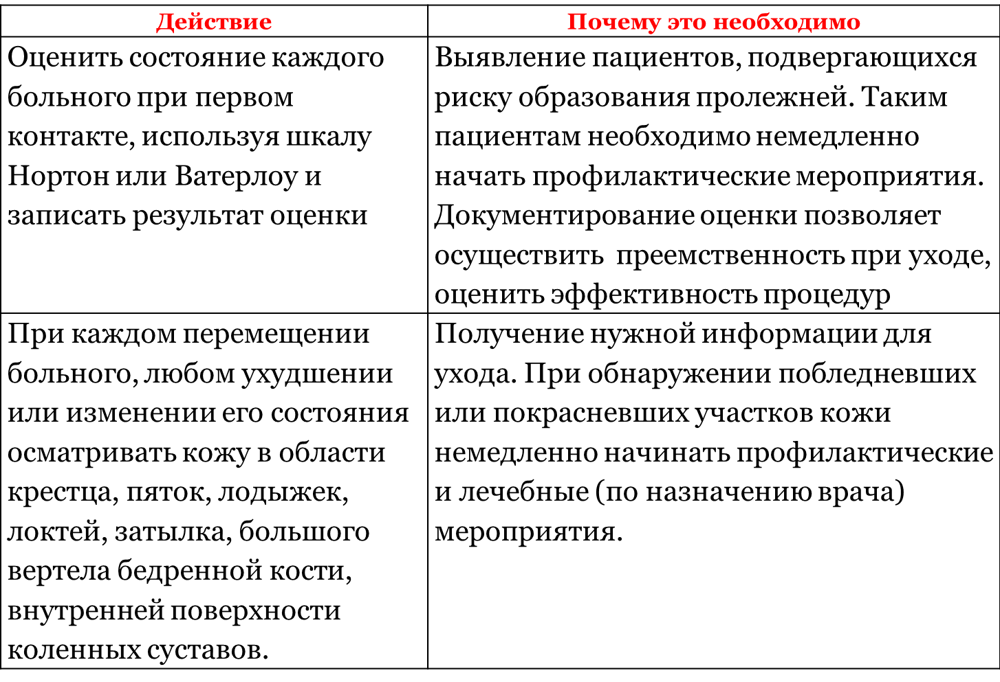 Действие
Почему это необходимо
Оценить состояние каждого
больного при первом
контакте, используя шкалу
Нортон или Ватерлоу и
записать результат оценки
Выявление пациентов, подвергающихся
риску образования пролежней. Таким
пациентам необходимо немедленно
начать профилактические мероприятия.
Документирование оценки позволяет
осуществить  преемственность при уходе,
оценить эффективность процедур
При каждом перемещении
больного, любом ухудшении
или изменении его состояния
осматривать кожу в области
крестца, пяток, лодыжек,
локтей, затылка, большого
вертела бедренной кости,
внутренней поверхности
коленных суставов.
Получение нужной информации для
ухода. При обнаружении побледневших
или покрасневших участков кожи
немедленно начинать профилактические
и лечебные (по назначению врача)
мероприятия.